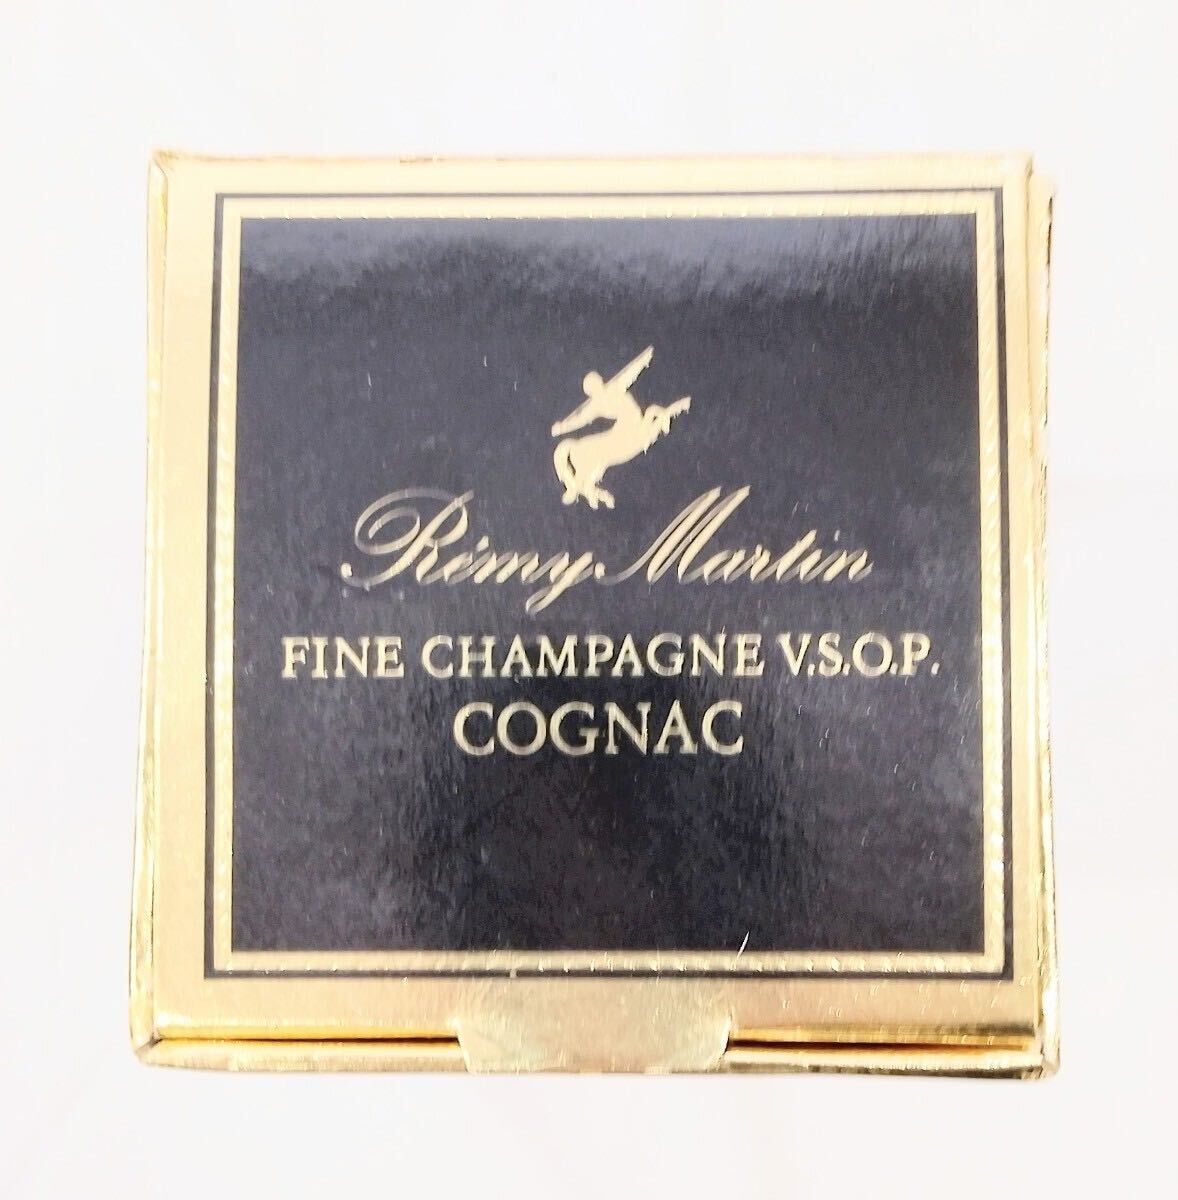 Rémy Martin
FINE CHAMPAGNE V.S.O.P.
COGNAC